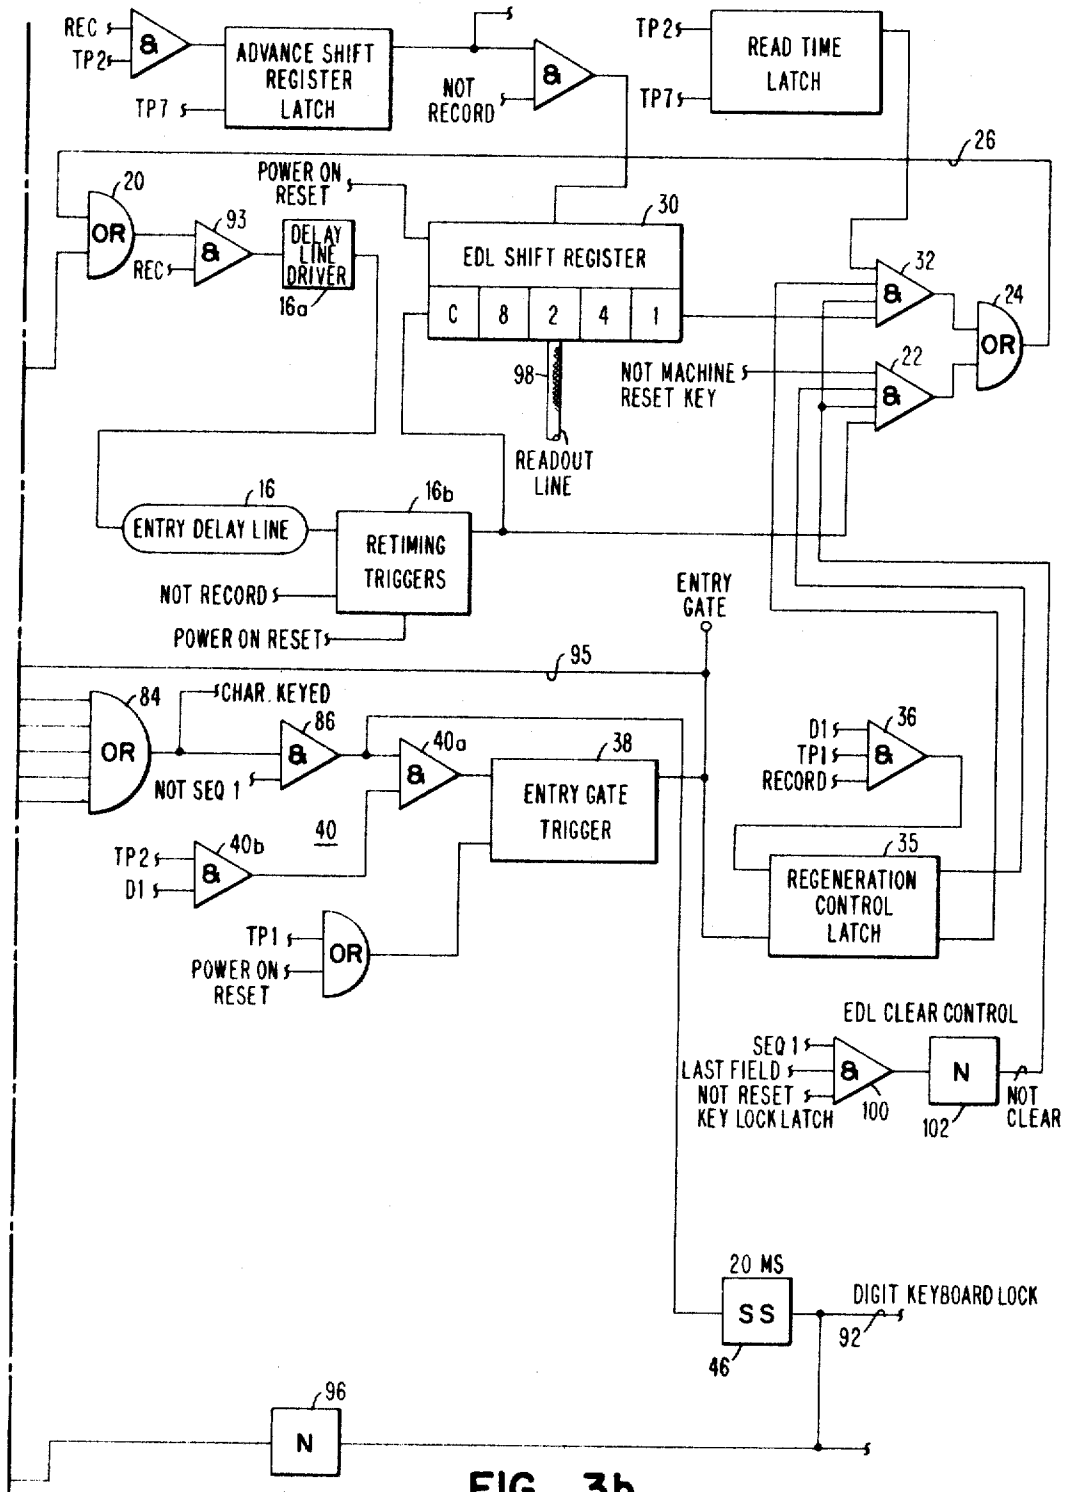 REC
TP2
&
ADVANCE SHIFT
REGISTER
LATCH
TP7
NOT
RECORD
&
TP2
TP7
READ TIME
LATCH
26
POWER ON
RESET
20
OR
93
REC
&
DELAY
LINE
DRIVER
16a
30
EDL SHIFT REGISTER
C 8 2 4 1
98
READOUT
LINE
32
&
24
OR
NOT MACHINE
RESET KEY
22
&
16
ENTRY DELAY LINE
16b
RETIMING
TRIGGERS
NOT RECORD
POWER ON RESET
ENTRY
GATE
95
84
OR
CHAR. KEYED
86
&
NOT SEQ 1
40a
&
38
ENTRY GATE
TRIGGER
40
TP2
D1
40b
&
TP1
POWER ON
RESET
OR
D1
TP1
RECORD
36
&
35
REGENERATION
CONTROL
LATCH
EDL CLEAR CONTROL
SEQ 1
LAST FIELD
NOT RESET
KEY LOCK LATCH
&
100
N
102
NOT
CLEAR
20 MS
SS
46
DIGIT KEYBOARD LOCK
92
96
N
FIG. 3b